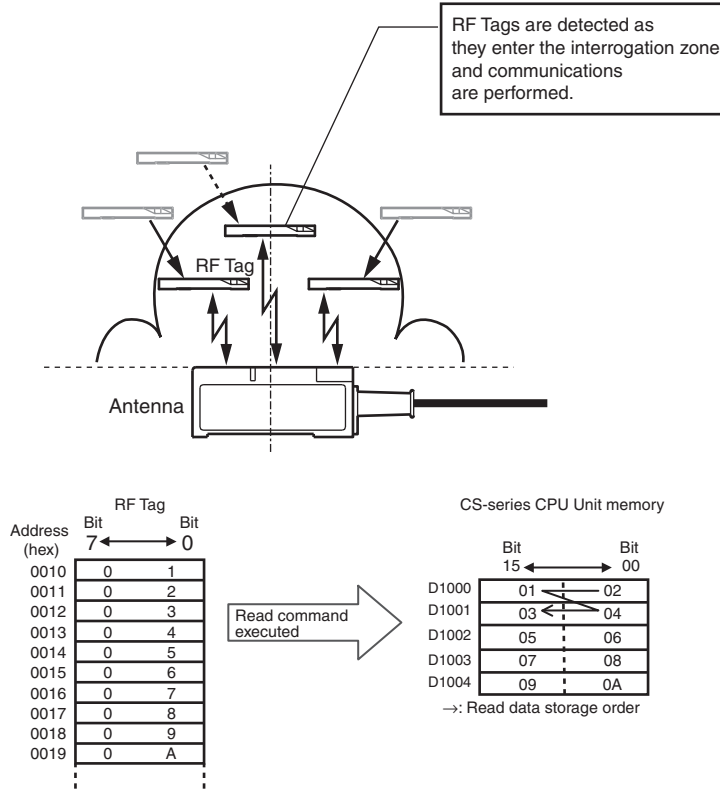 RF Tags are detected as
they enter the interrogation zone
and communications
are performed.
RF Tag
Antenna
RF Tag
Address
(hex)
Bit
7
Bit
0
0010 0 1
0011 0 2
0012 0 3
0013 0 4
0014 0 5
0015 0 6
0016 0 7
0017 0 8
0018 0 9
0019 0 A
Read command
executed
CS-series CPU Unit memory
Bit
15
Bit
00
D1000 01 02
D1001 03 04
D1002 05 06
D1003 07 08
D1004 09 0A
→: Read data storage order